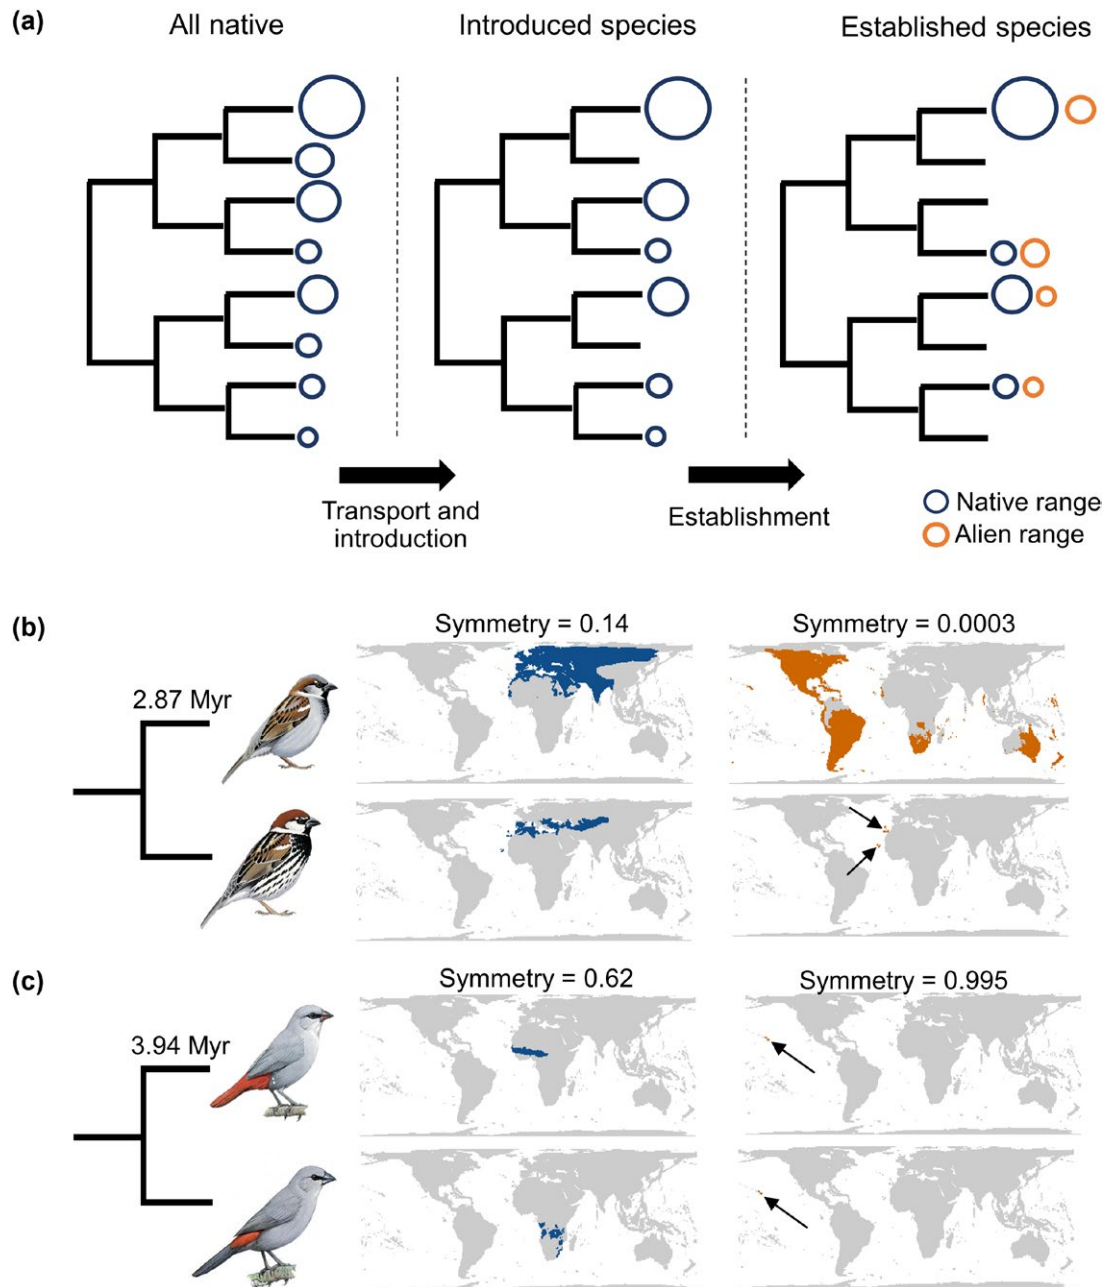 (a)
All native
Introduced species
Established species
Transport and
introduction
Establishment
Native range
Alien range
(b)
Symmetry = 0.14
Symmetry = 0.0003
2.87 Myr
(c)
Symmetry = 0.62
Symmetry = 0.995
3.94 Myr